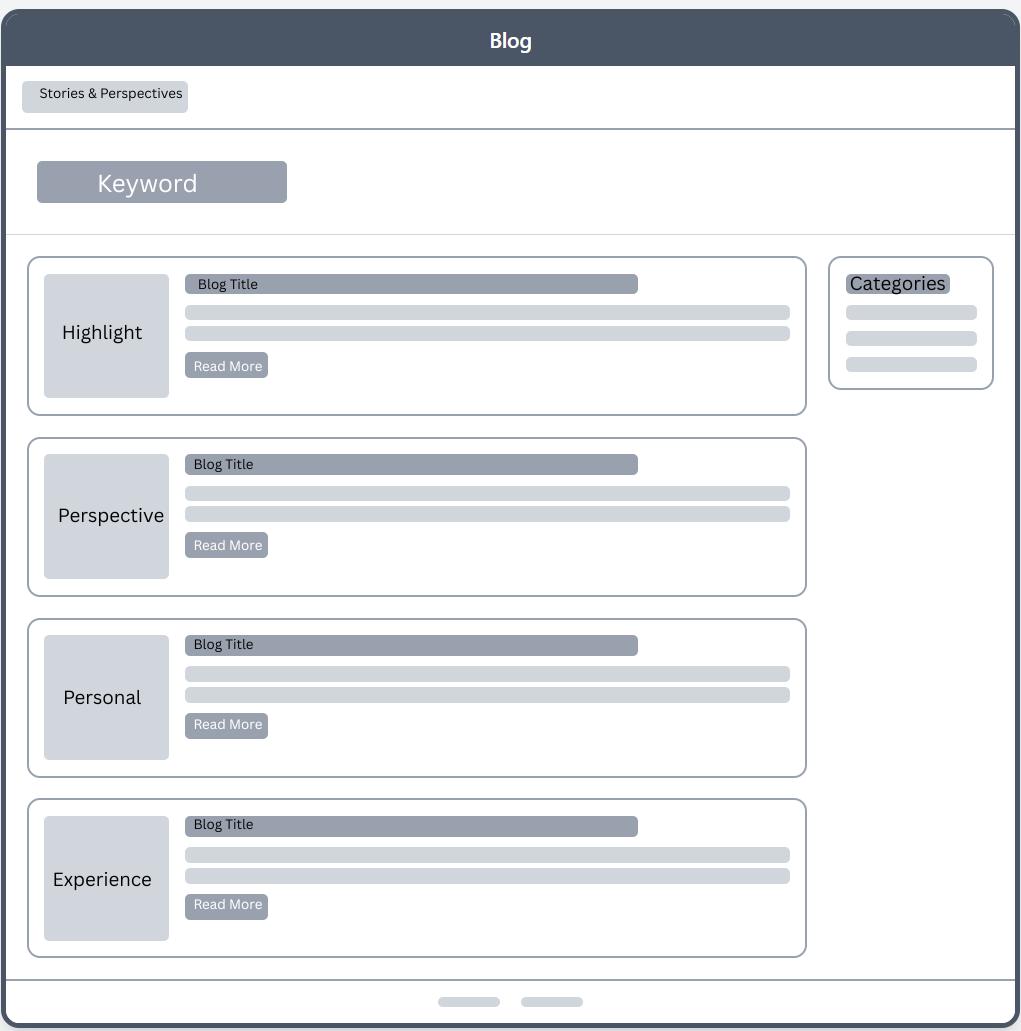 Blog
Stories & Perspectives
Keyword
Highlight
Blog Title
Read More
Categories
Perspective
Blog Title
Read More
Personal
Blog Title
Read More
Experience
Blog Title
Read More